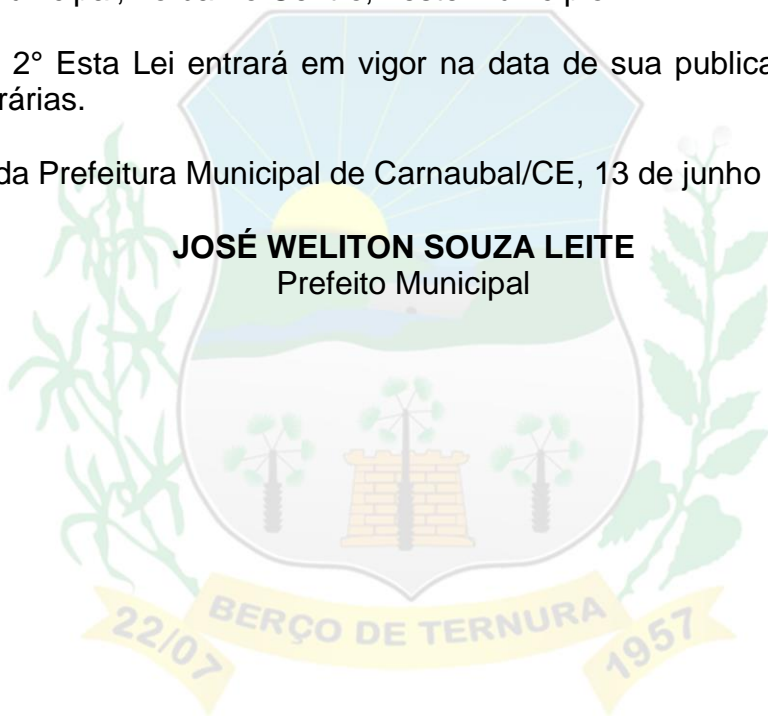 2° Esta Lei entrará em vigor na data de sua publica
rárias.
da Prefeitura Municipal de Carnaubal/CE, 13 de junho
JOSÉ WELITON SOUZA LEITE
Prefeito Municipal
22/07
BERÇO DE TERNURA
1957